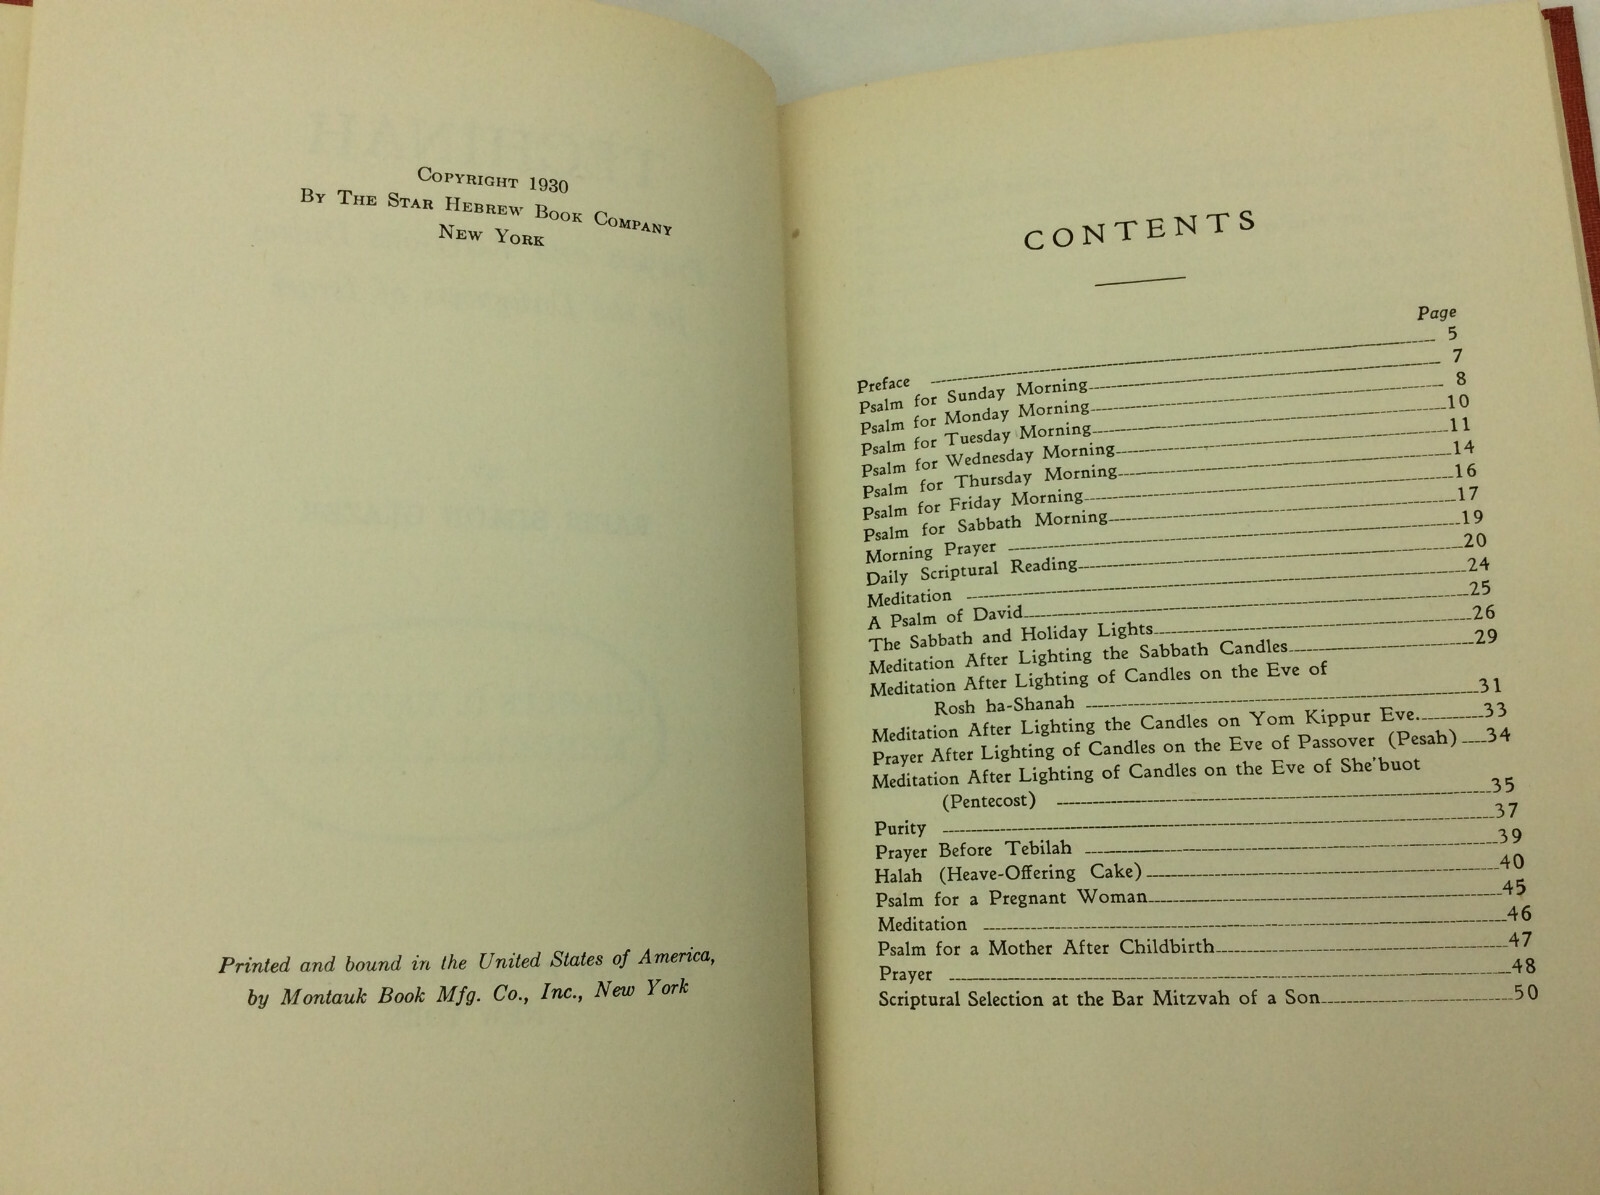 COPYRIGHT 1930
BY THE STAR HEBREW BOOK COMPANY
NEW YORK
Printed and bound in the United States of America,
by Montauk Book Mfg. Co., Inc., New York
CONTENTS
Page
Preface 5
Psalm for Sunday Morning 7
Psalm for Monday Morning 8
Psalm for Tuesday Morning 10
Psalm for Wednesday Morning 11
Psalm for Thursday Morning 14
Psalm for Friday Morning 16
Psalm for Sabbath Morning 17
Morning Prayer 19
Daily Scriptural Reading 20
Meditation 24
A Psalm of David 25
The Sabbath and Holiday Lights 26
Meditation After Lighting the Sabbath Candles 29
Meditation After Lighting of Candles on the Eve of
Rosh ha-Shanah 31
Meditation After Lighting the Candles on Yom Kippur Eve 33
Prayer After Lighting of Candles on the Eve of Passover (Pesah) 34
Meditation After Lighting of Candles on the Eve of She'buot
(Pentecost) 35
Purity 37
Prayer Before Tebilah 39
Halah (Heave-Offering Cake) 40
Psalm for a Pregnant Woman 45
Meditation 46
Psalm for a Mother After Childbirth 47
Prayer 48
Scriptural Selection at the Bar Mitzvah of a Son 50